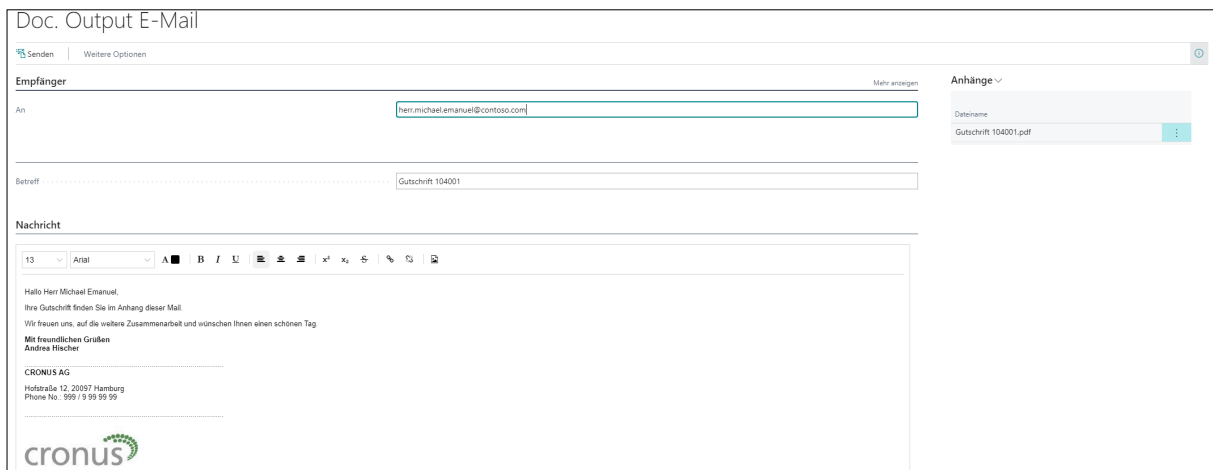 Doc. Output E-Mail
Senden
Weitere Optionen
Empfänger
Mehr anzeigen
An
herr.michael.emanuel@contoso.com
Betreff
Gutschrift 104001
Nachricht
13 Arial A B I U x² x₂ S
Hallo Herr Michael Emanuel,
Ihre Gutschrift finden Sie im Anhang dieser Mail.
Wir freuen uns, auf die weitere Zusammenarbeit und wünschen Ihnen einen schönen Tag.
Mit freundlichen Grüßen
Andrea Hischer
CRONUS AG
Hofstraße 12, 20097 Hamburg
Phone No.: 999 / 9 99 99 99
cronus
Anhänge
Dateiname
Gutschrift 104001.pdf